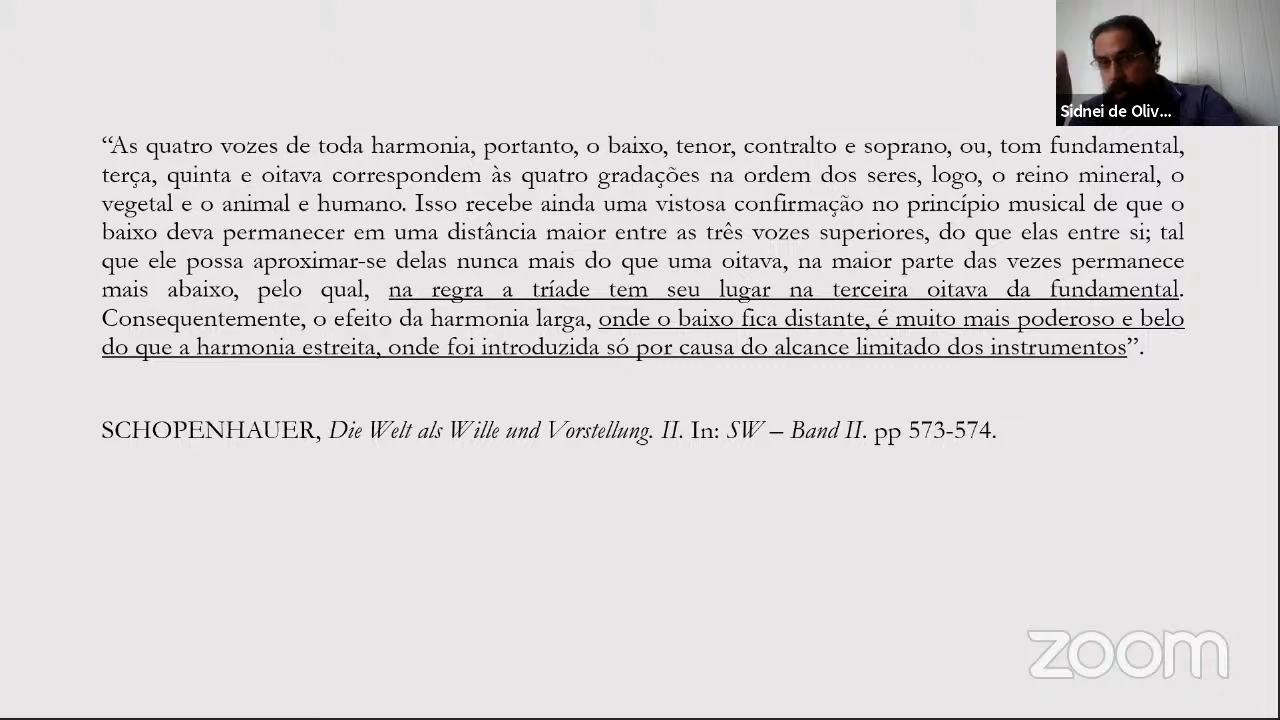 Sidnei de Oliv...
“As quatro vozes de toda harmonia, portanto, o baixo, tenor, contralto e soprano, ou, tom fundamental,
terça, quinta e oitava correspondem às quatro gradações na ordem dos seres, logo, o reino mineral, o
vegetal e o animal e humano. Isso recebe ainda uma vistosa confirmação no princípio musical de que o
baixo deva permanecer em uma distância maior entre as três vozes superiores, do que elas entre si; tal
que ele possa aproximar-se delas nunca mais do que uma oitava, na maior parte das vezes permanece
mais abaixo, pelo qual, na regra a tríade tem seu lugar na terceira oitava da fundamental.
Consequentemente, o efeito da harmonia larga, onde o baixo fica distante, é muito mais poderoso e belo
do que a harmonia estreita, onde foi introduzida só por causa do alcance limitado dos instrumentos”.
SCHOPENHAUER, Die Welt als Wille und Vorstellung. II. In: SW – Band II. pp 573-574.
zoom